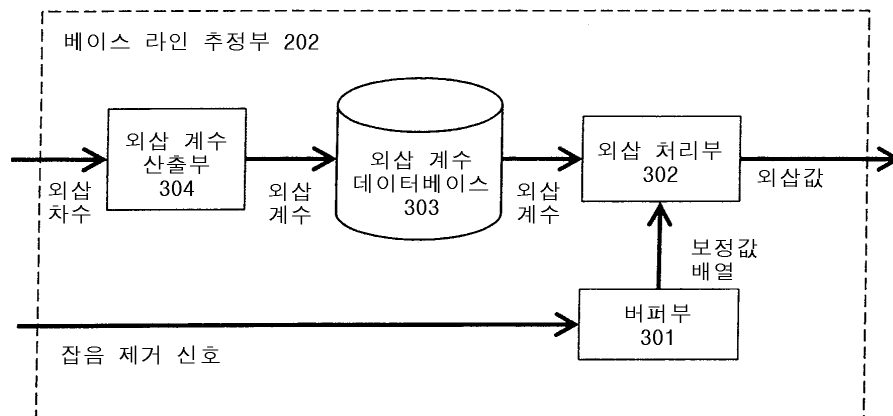 베이스 라인 추정부 202
외삽 계수
산출부
304
외삽 계수
데이터베이스
303
외삽 처리부
302
외삽
차수
외삽
계수
외삽
계수
외삽값
보정값
배열
버퍼부
301
잡음 제거 신호